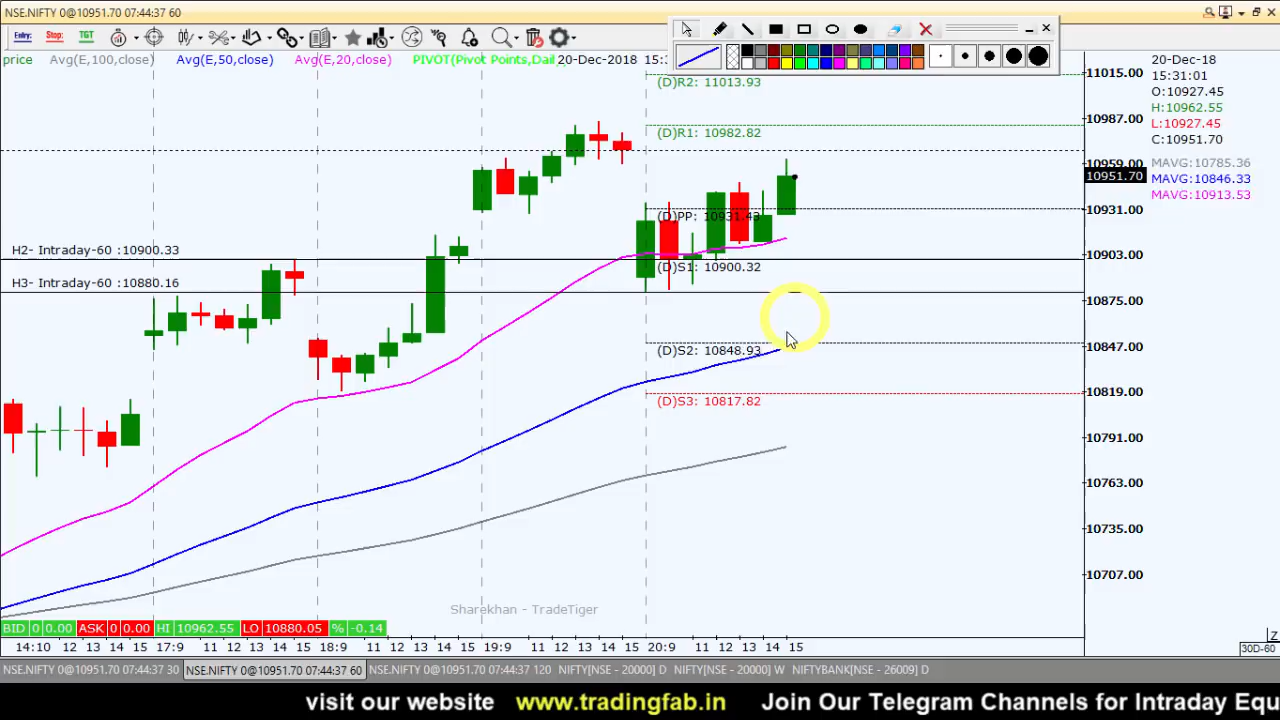 NSE.NIFTY 0@10951.70 07:44:37 60
Entry: Stop: TGT
price Avg(E,100,close) Avg(E,50,close) Avg(E,20,close) PIVOT(Pivot Points,Dail 20-Dec-2018 15:3
20-Dec-18
15:31:01
O:10927.45
H:10962.55
L:10927.45
C:10951.70
MAVG:10785.36
MAVG:10846.33
MAVG:10913.53
(D)R2: 11013.93
(D)R1: 10982.82
(D)PP: 10931.43
(D)S1: 10900.32
(D)S2: 10848.93
(D)S3: 10817.82
H2- Intraday-60 :10900.33
H3- Intraday-60 :10880.16
11015.00
10987.00
10959.00
10951.70
10931.00
10903.00
10875.00
10847.00
10819.00
10791.00
10763.00
10735.00
10707.00
Sharekhan - TradeTiger
BID 0 0.00 ASK 0 0.00 HI 10962.55 LO 10880.05 % -0.14
Z
14:10 12 13 14 15 17:9 11 12 13 14 15 18:9 11 12 13 14 15 19:9 11 12 13 14 15 20:9 11 12 13 14 15 30D-60
NSE.NIFTY 0@10951.70 07:44:37 30 NSE.NIFTY 0@10951.70 07:44:37 60 NSE.NIFTY 0@10951.70 07:44:37 120 NIFTY[NSE - 20000] D NIFTY[NSE - 20000] W NIFTYBANK[NSE - 26009] D
visit our website www.tradingfab.in Join Our Telegram Channels for Intraday Equ